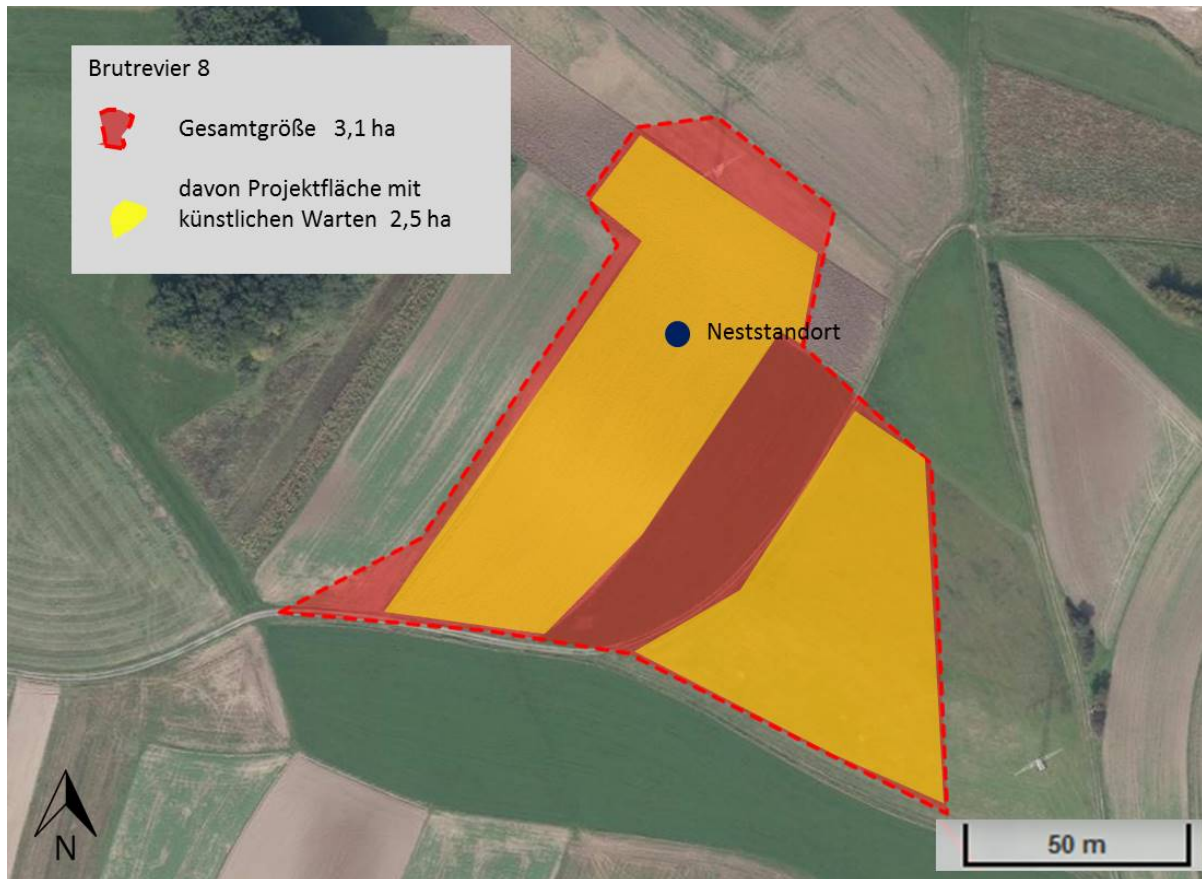 Brutrevier 8
Gesamtgröße 3,1 ha
davon Projektfläche mit
künstlichen Warten 2,5 ha
Neststandort
N
50 m